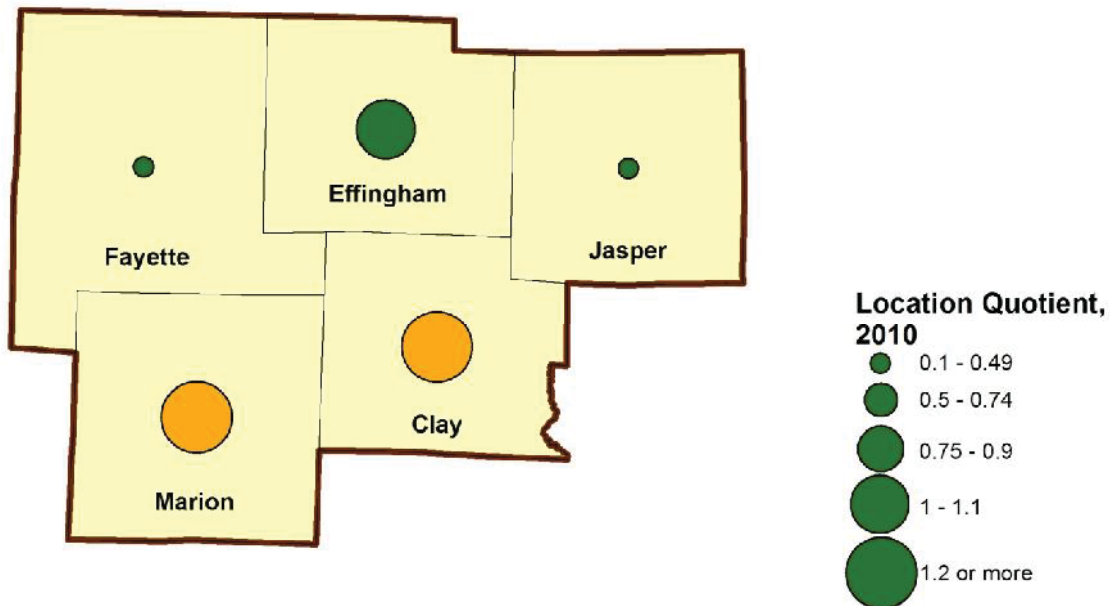 Effingham
Fayette
Jasper
Clay
Marion
Location Quotient,
2010
0.1 - 0.49
0.5 - 0.74
0.75 - 0.9
1 - 1.1
1.2 or more